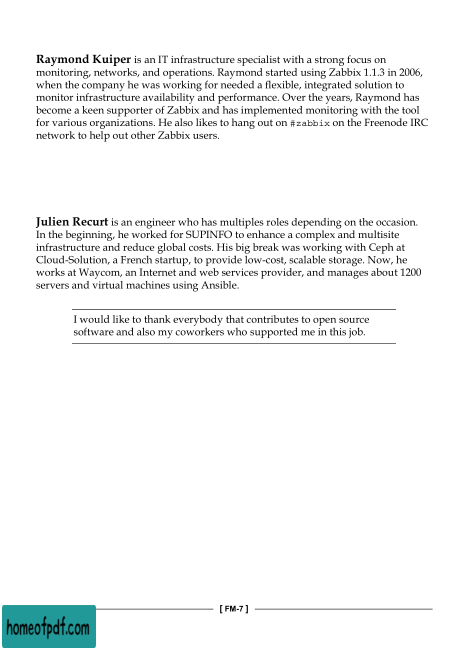 Raymond Kuiper is an IT infrastructure specialist with a strong focus on
monitoring, networks, and operations. Raymond started using Zabbix 1.1.3 in 2006,
when the company he was working for needed a flexible, integrated solution to
monitor infrastructure availability and performance. Over the years, Raymond has
become a keen supporter of Zabbix and has implemented monitoring with the tool
for various organizations. He also likes to hang out on #zabbix on the Freenode IRC
network to help out other Zabbix users.
Julien Recurt is an engineer who has multiples roles depending on the occasion.
In the beginning, he worked for SUPINFO to enhance a complex and multisite
infrastructure and reduce global costs. His big break was working with Ceph at
Cloud-Solution, a French startup, to provide low-cost, scalable storage. Now, he
works at Waycom, an Internet and web services provider, and manages about 1200
servers and virtual machines using Ansible.
I would like to thank everybody that contributes to open source
software and also my coworkers who supported me in this job.
[ FM-7 ]
homeofpdf.com